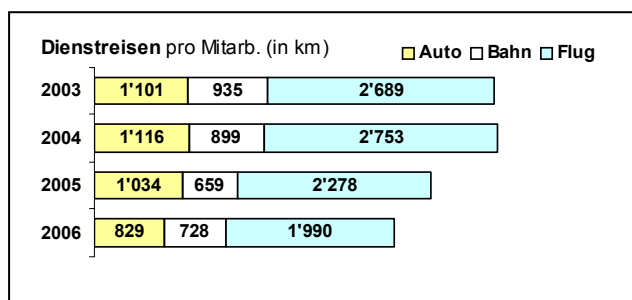 Dienstreisen pro Mitarb. (in km) Auto Bahn Flug
2003 1'101 935 2'689
2004 1'116 899 2'753
2005 1'034 659 2'278
2006 829 728 1'990